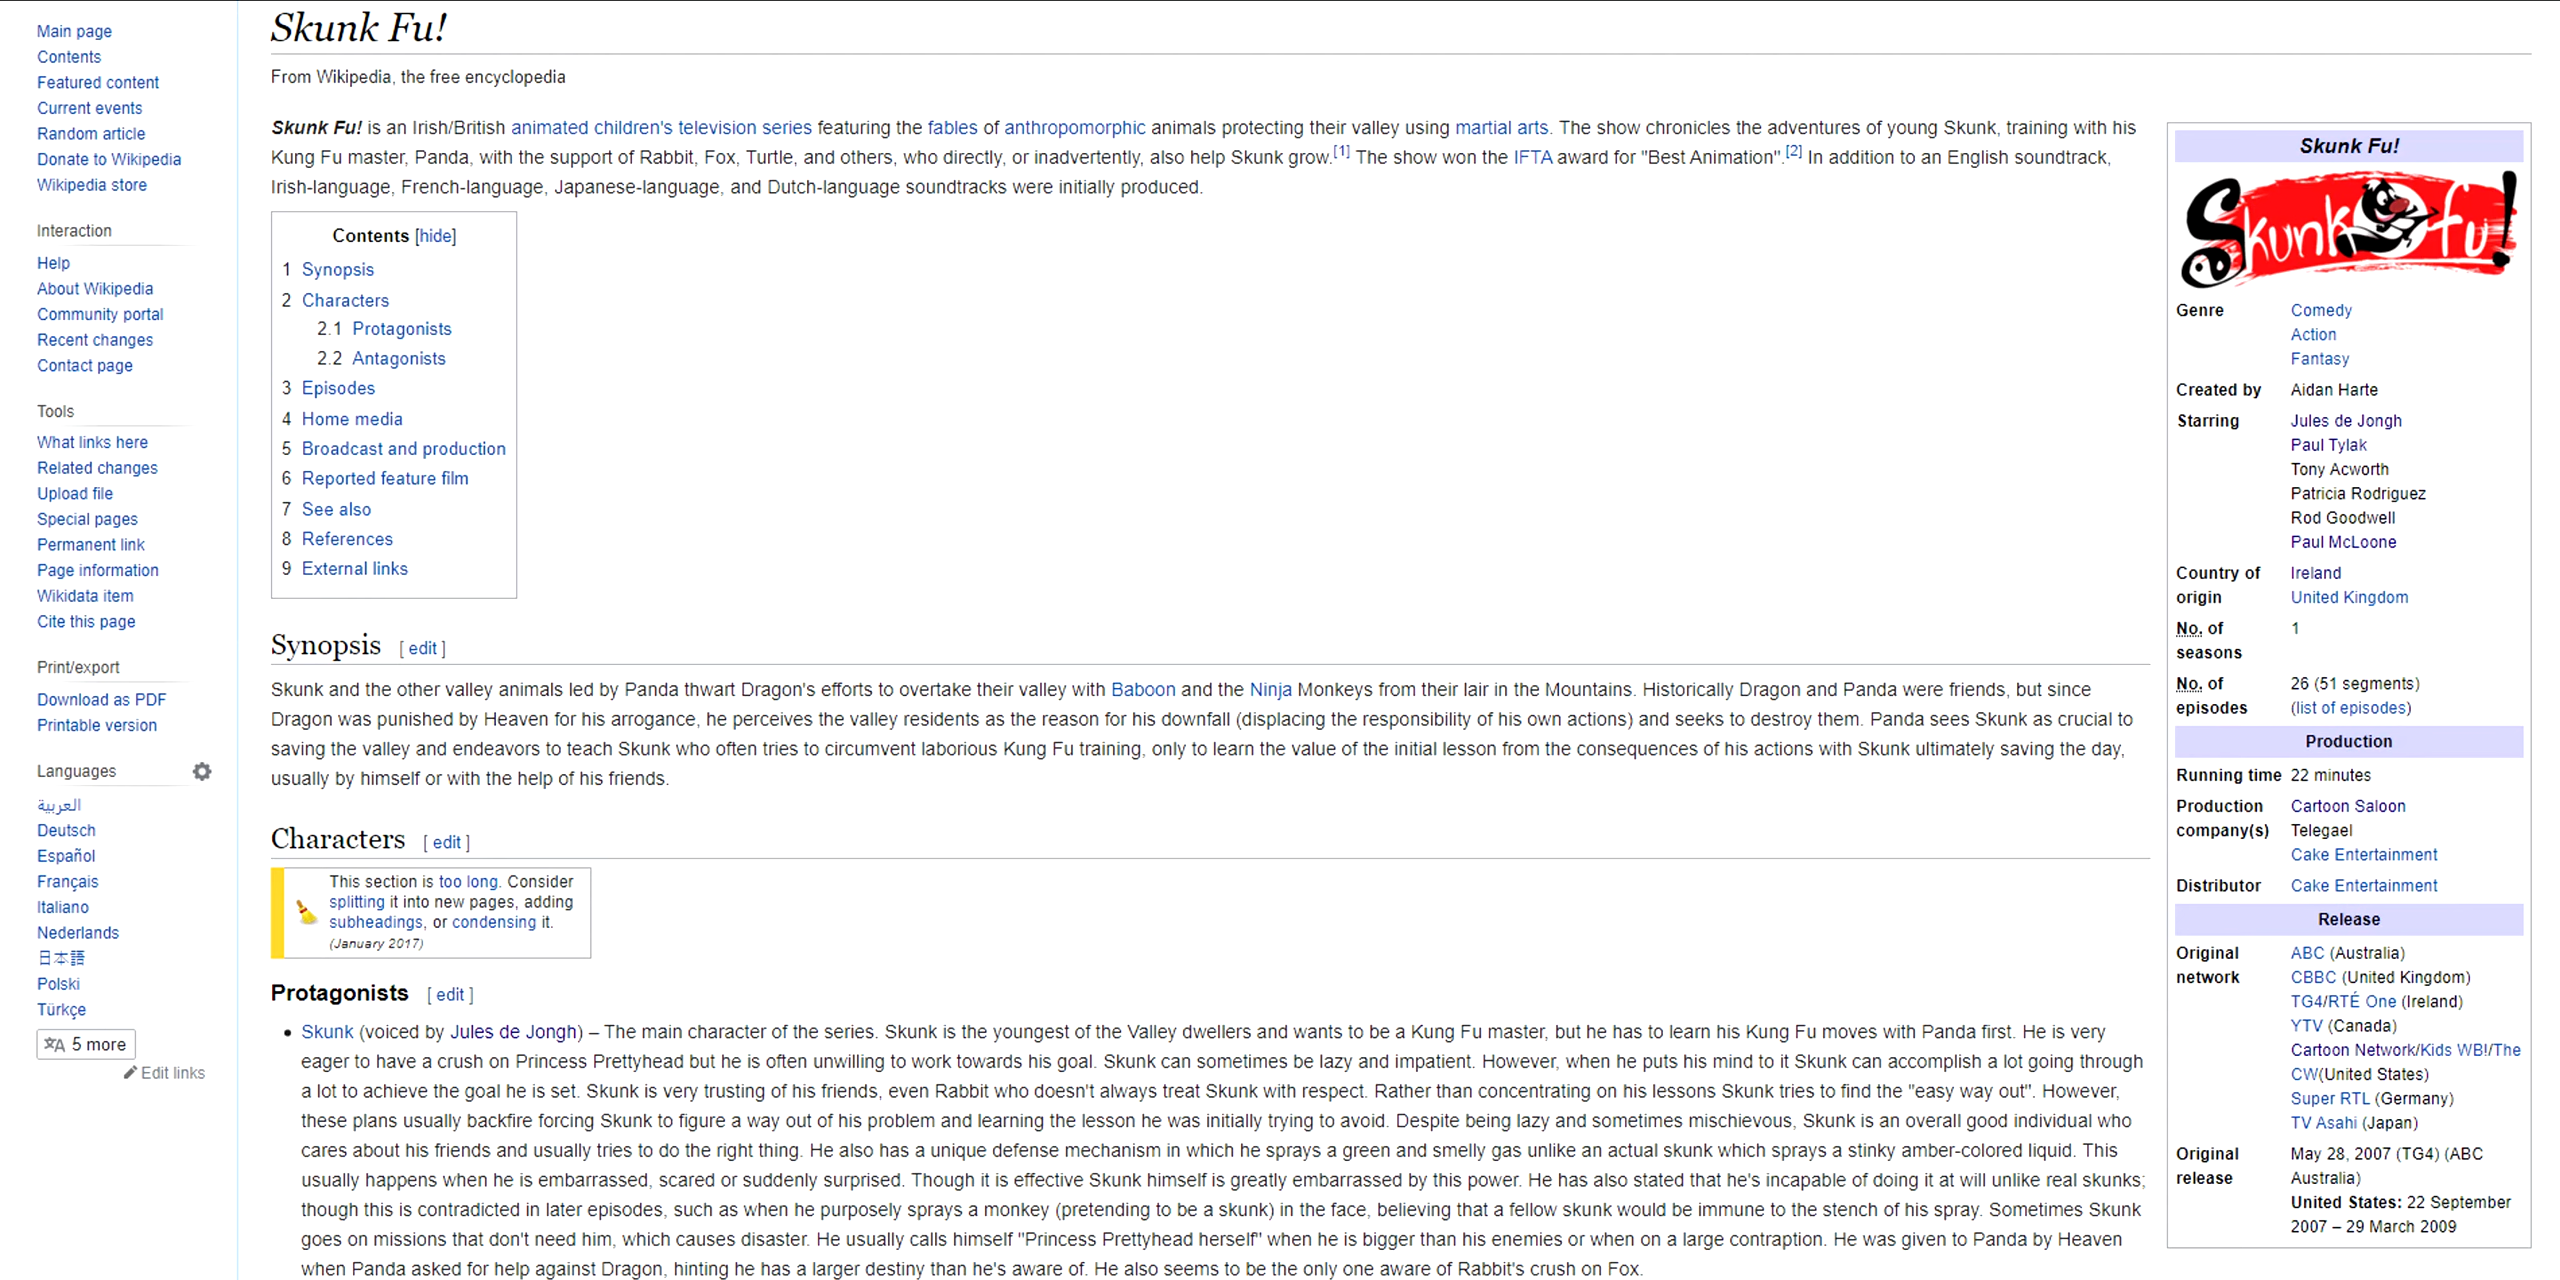 Main page
Contents
Featured content
Current events
Random article
Donate to Wikipedia
Wikipedia store
Interaction
Help
About Wikipedia
Community portal
Recent changes
Contact page
Tools
What links here
Related changes
Upload file
Special pages
Permanent link
Page information
Wikidata item
Cite this page
Print/export
Download as PDF
Printable version
Languages
العربية
Deutsch
Español
Français
Italiano
Nederlands
日本語
Polski
Türkçe
5 more
Edit links
Skunk Fu!
From Wikipedia, the free encyclopedia
Skunk Fu! is an Irish/British animated children's television series featuring the fables of anthropomorphic animals protecting their valley using martial arts. The show chronicles the adventures of young Skunk, training with his
Kung Fu master, Panda, with the support of Rabbit, Fox, Turtle, and others, who directly, or inadvertently, also help Skunk grow.[1] The show won the IFTA award for "Best Animation".[2] In addition to an English soundtrack,
Irish-language, French-language, Japanese-language, and Dutch-language soundtracks were initially produced.
Contents [hide]
1 Synopsis
2 Characters
2.1 Protagonists
2.2 Antagonists
3 Episodes
4 Home media
5 Broadcast and production
6 Reported feature film
7 See also
8 References
9 External links
Synopsis [ edit ]
Skunk and the other valley animals led by Panda thwart Dragon's efforts to overtake their valley with Baboon and the Ninja Monkeys from their lair in the Mountains. Historically Dragon and Panda were friends, but since
Dragon was punished by Heaven for his arrogance, he perceives the valley residents as the reason for his downfall (displacing the responsibility of his own actions) and seeks to destroy them. Panda sees Skunk as crucial to
saving the valley and endeavors to teach Skunk who often tries to circumvent laborious Kung Fu training, only to learn the value of the initial lesson from the consequences of his actions with Skunk ultimately saving the day,
usually by himself or with the help of his friends.
Characters [ edit ]
This section is too long. Consider
splitting it into new pages, adding
subheadings, or condensing it.
(January 2017)
Protagonists [ edit ]
• Skunk (voiced by Jules de Jongh) – The main character of the series. Skunk is the youngest of the Valley dwellers and wants to be a Kung Fu master, but he has to learn his Kung Fu moves with Panda first. He is very
eager to have a crush on Princess Prettyhead but he is often unwilling to work towards his goal. Skunk can sometimes be lazy and impatient. However, when he puts his mind to it Skunk can accomplish a lot going through
a lot to achieve the goal he is set. Skunk is very trusting of his friends, even Rabbit who doesn't always treat Skunk with respect. Rather than concentrating on his lessons Skunk tries to find the "easy way out". However,
these plans usually backfire forcing Skunk to figure a way out of his problem and learning the lesson he was initially trying to avoid. Despite being lazy and sometimes mischievous, Skunk is an overall good individual who
cares about his friends and usually tries to do the right thing. He also has a unique defense mechanism in which he sprays a green and smelly gas unlike an actual skunk which sprays a stinky amber-colored liquid. This
usually happens when he is embarrassed, scared or suddenly surprised. Though it is effective Skunk himself is greatly embarrassed by this power. He has also stated that he's incapable of doing it at will unlike real skunks;
though this is contradicted in later episodes, such as when he purposely sprays a monkey (pretending to be a skunk) in the face, believing that a fellow skunk would be immune to the stench of his spray. Sometimes Skunk
goes on missions that don't need him, which causes disaster. He usually calls himself "Princess Prettyhead herself" when he is bigger than his enemies or when on a large contraption. He was given to Panda by Heaven
when Panda asked for help against Dragon, hinting he has a larger destiny than he's aware of. He also seems to be the only one aware of Rabbit's crush on Fox.
Skunk Fu!
Skunk fu!
Genre Comedy
Action
Fantasy
Created by Aidan Harte
Starring Jules de Jongh
Paul Tylak
Tony Acworth
Patricia Rodriguez
Rod Goodwell
Paul McLoone
Country of Ireland
origin United Kingdom
No. of 1
seasons
No. of 26 (51 segments)
episodes (list of episodes)
Production
Running time 22 minutes
Production Cartoon Saloon
company(s) Telegael
Cake Entertainment
Distributor Cake Entertainment
Release
Original ABC (Australia)
network CBBC (United Kingdom)
TG4/RTÉ One (Ireland)
YTV (Canada)
Cartoon Network/Kids WB!/The
CW(United States)
Super RTL (Germany)
TV Asahi (Japan)
Original May 28, 2007 (TG4) (ABC
release Australia)
United States: 22 September
2007 – 29 March 2009